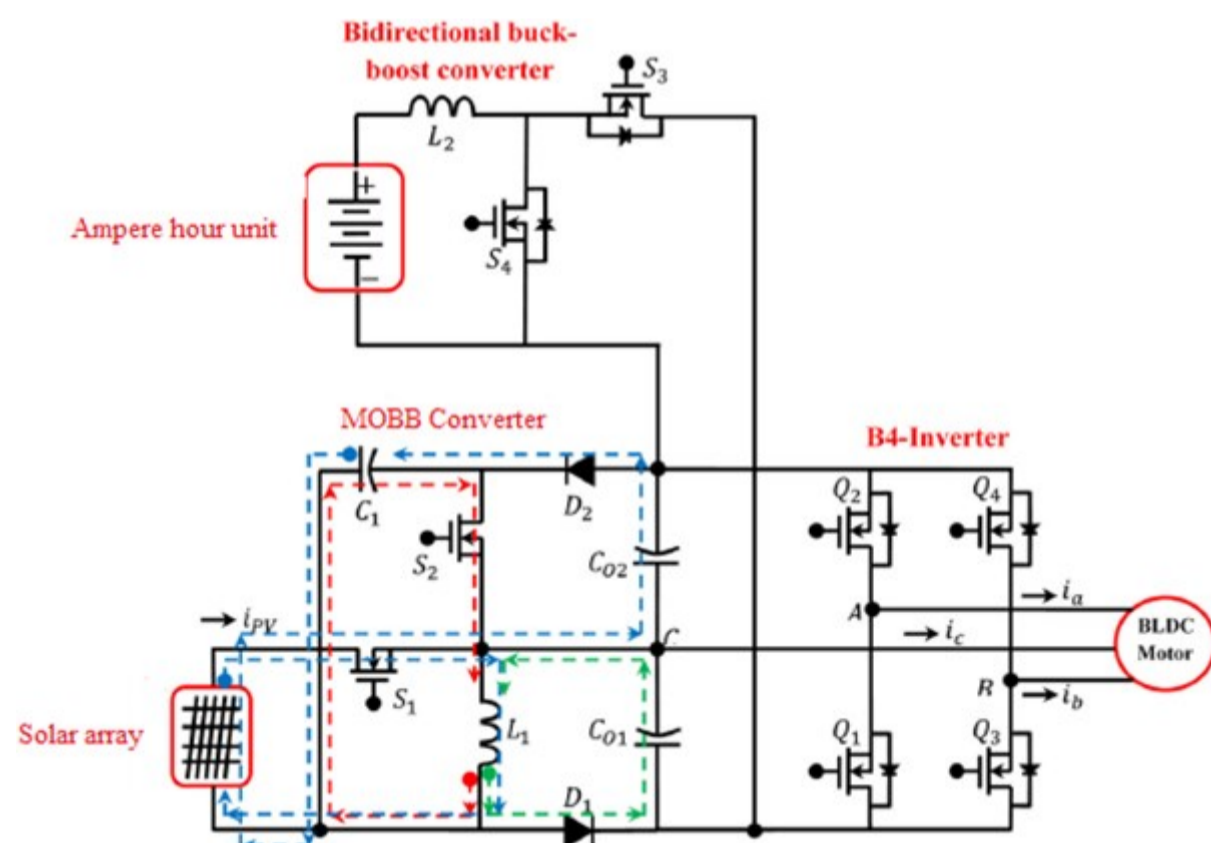 Bidirectional buck-
boost converter
S3
L2
+
Ampere hour unit
S4
−
MOBB Converter
B4-Inverter
C1
D2
Q2
Q4
S2
CO2
iPV
A
ia
C
ic
BLDC
Motor
S1
B
ib
Solar array
L1
CO1
Q1
Q3
D1